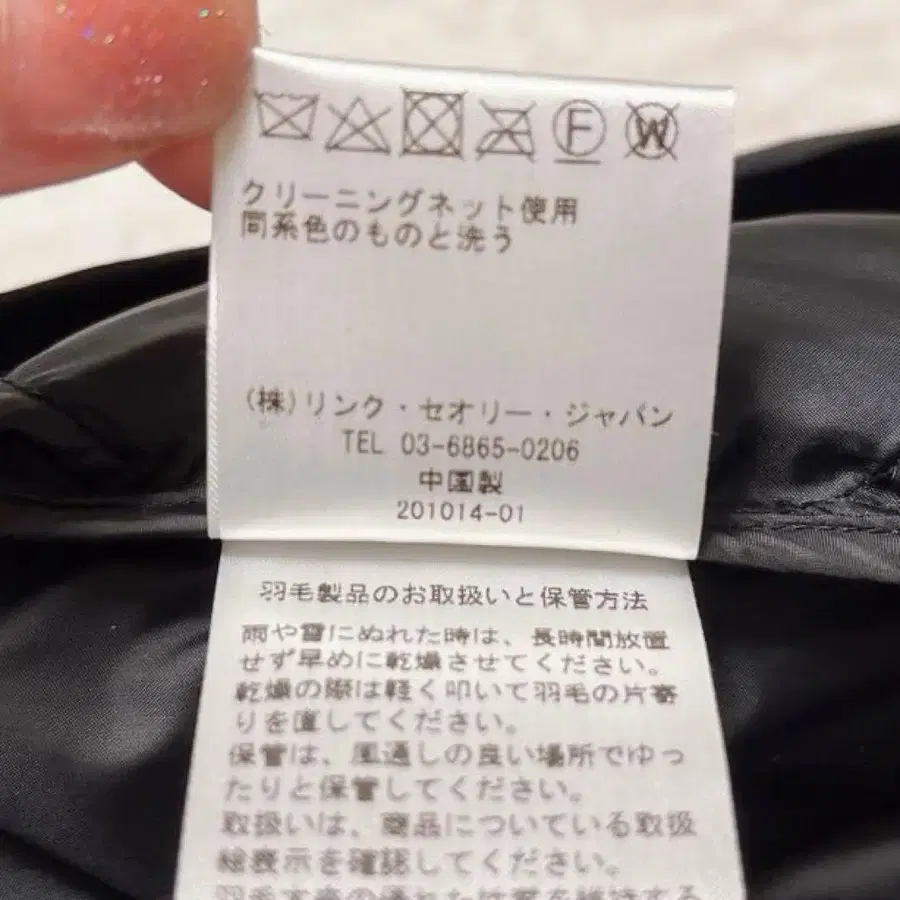 F W
クリーニングネット使用
同系色のものと洗う
(株)リンク・セオリー・ジャパン
TEL 03-6865-0206
中国製
201014-01
羽毛製品のお取扱いと保管方法
雨や雪にぬれた時は、長時間放置
せず早めに乾燥させてください。
乾燥の際は軽く叩いて羽毛の片寄
りを直してください。
保管は、風通しの良い場所でゆっ
たりと保管してください。
取扱いは、商品についている取扱
絵表示を確認してください。